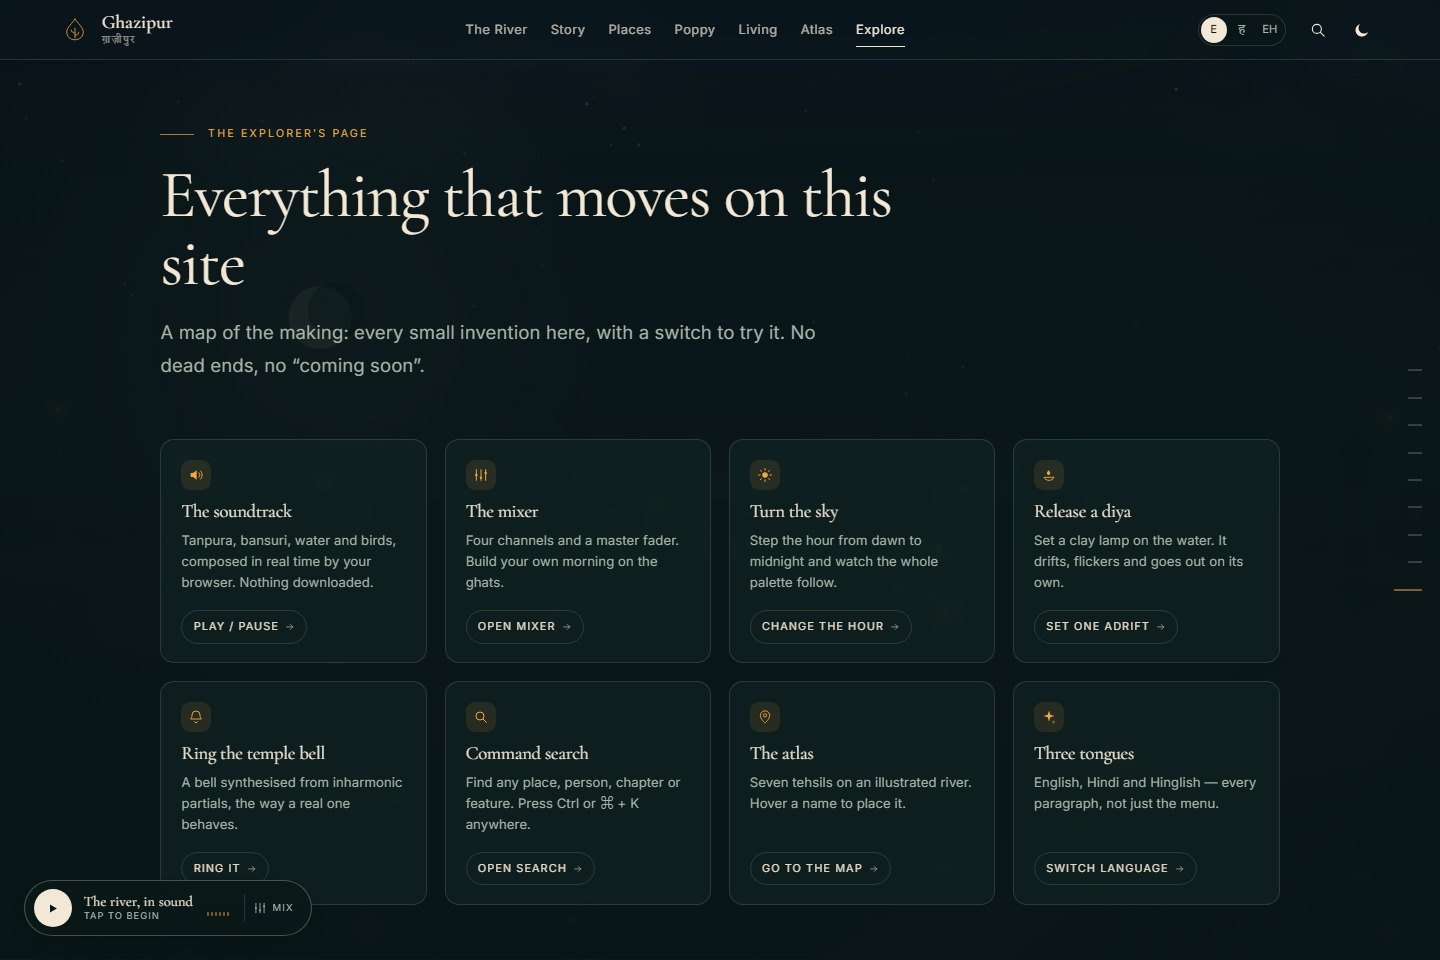 Ghazipur
ग़ाज़ीपुर
The River
Story
Places
Poppy
Living
Atlas
Explore
E
ह
EH
THE EXPLORER'S PAGE
Everything that moves on this
site
A map of the making: every small invention here, with a switch to try it. No
dead ends, no “coming soon”.
The soundtrack
Tanpura, bansuri, water and birds,
composed in real time by your
browser. Nothing downloaded.
PLAY / PAUSE →
The mixer
Four channels and a master fader.
Build your own morning on the
ghats.
OPEN MIXER →
Turn the sky
Step the hour from dawn to
midnight and watch the whole
palette follow.
CHANGE THE HOUR →
Release a diya
Set a clay lamp on the water. It
drifts, flickers and goes out on its
own.
SET ONE ADRIFT →
Ring the temple bell
A bell synthesised from inharmonic
partials, the way a real one
behaves.
RING IT →
Command search
Find any place, person, chapter or
feature. Press Ctrl or ⌘ + K
anywhere.
OPEN SEARCH →
The atlas
Seven tehsils on an illustrated river.
Hover a name to place it.
GO TO THE MAP →
Three tongues
English, Hindi and Hinglish — every
paragraph, not just the menu.
SWITCH LANGUAGE →
The river, in sound
TAP TO BEGIN
MIX